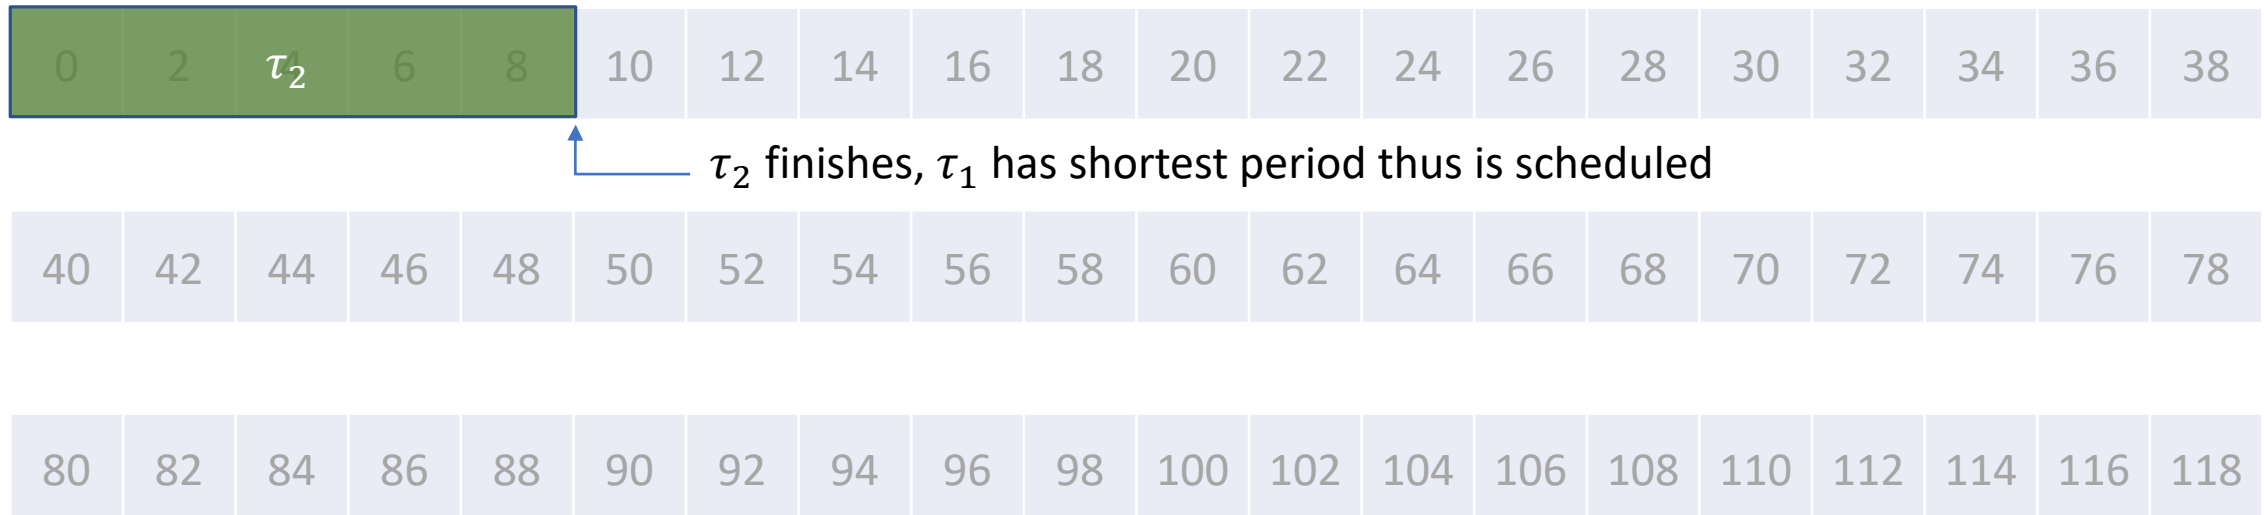 0 2 4 τ₂ 6 8 10 12 14 16 18 20 22 24 26 28 30 32 34 36 38
τ₂ finishes, τ₁ has shortest period thus is scheduled
40 42 44 46 48 50 52 54 56 58 60 62 64 66 68 70 72 74 76 78
80 82 84 86 88 90 92 94 96 98 100 102 104 106 108 110 112 114 116 118